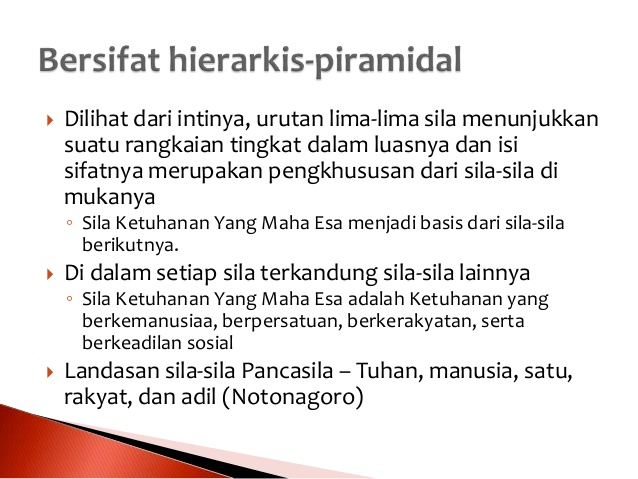 Bersifat hierarkis-piramidal
Dilihat dari intinya, urutan lima-lima sila menunjukkan
suatu rangkaian tingkat dalam luasnya dan isi
sifatnya merupakan pengkhususan dari sila-sila di
mukanya
Sila Ketuhanan Yang Maha Esa menjadi basis dari sila-sila
berikutnya.
Di dalam setiap sila terkandung sila-sila lainnya
Sila Ketuhanan Yang Maha Esa adalah Ketuhanan yang
berkemanusiaa, berpersatuan, berkerakyatan, serta
berkeadilan sosial
Landasan sila-sila Pancasila – Tuhan, manusia, satu,
rakyat, dan adil (Notonagoro)